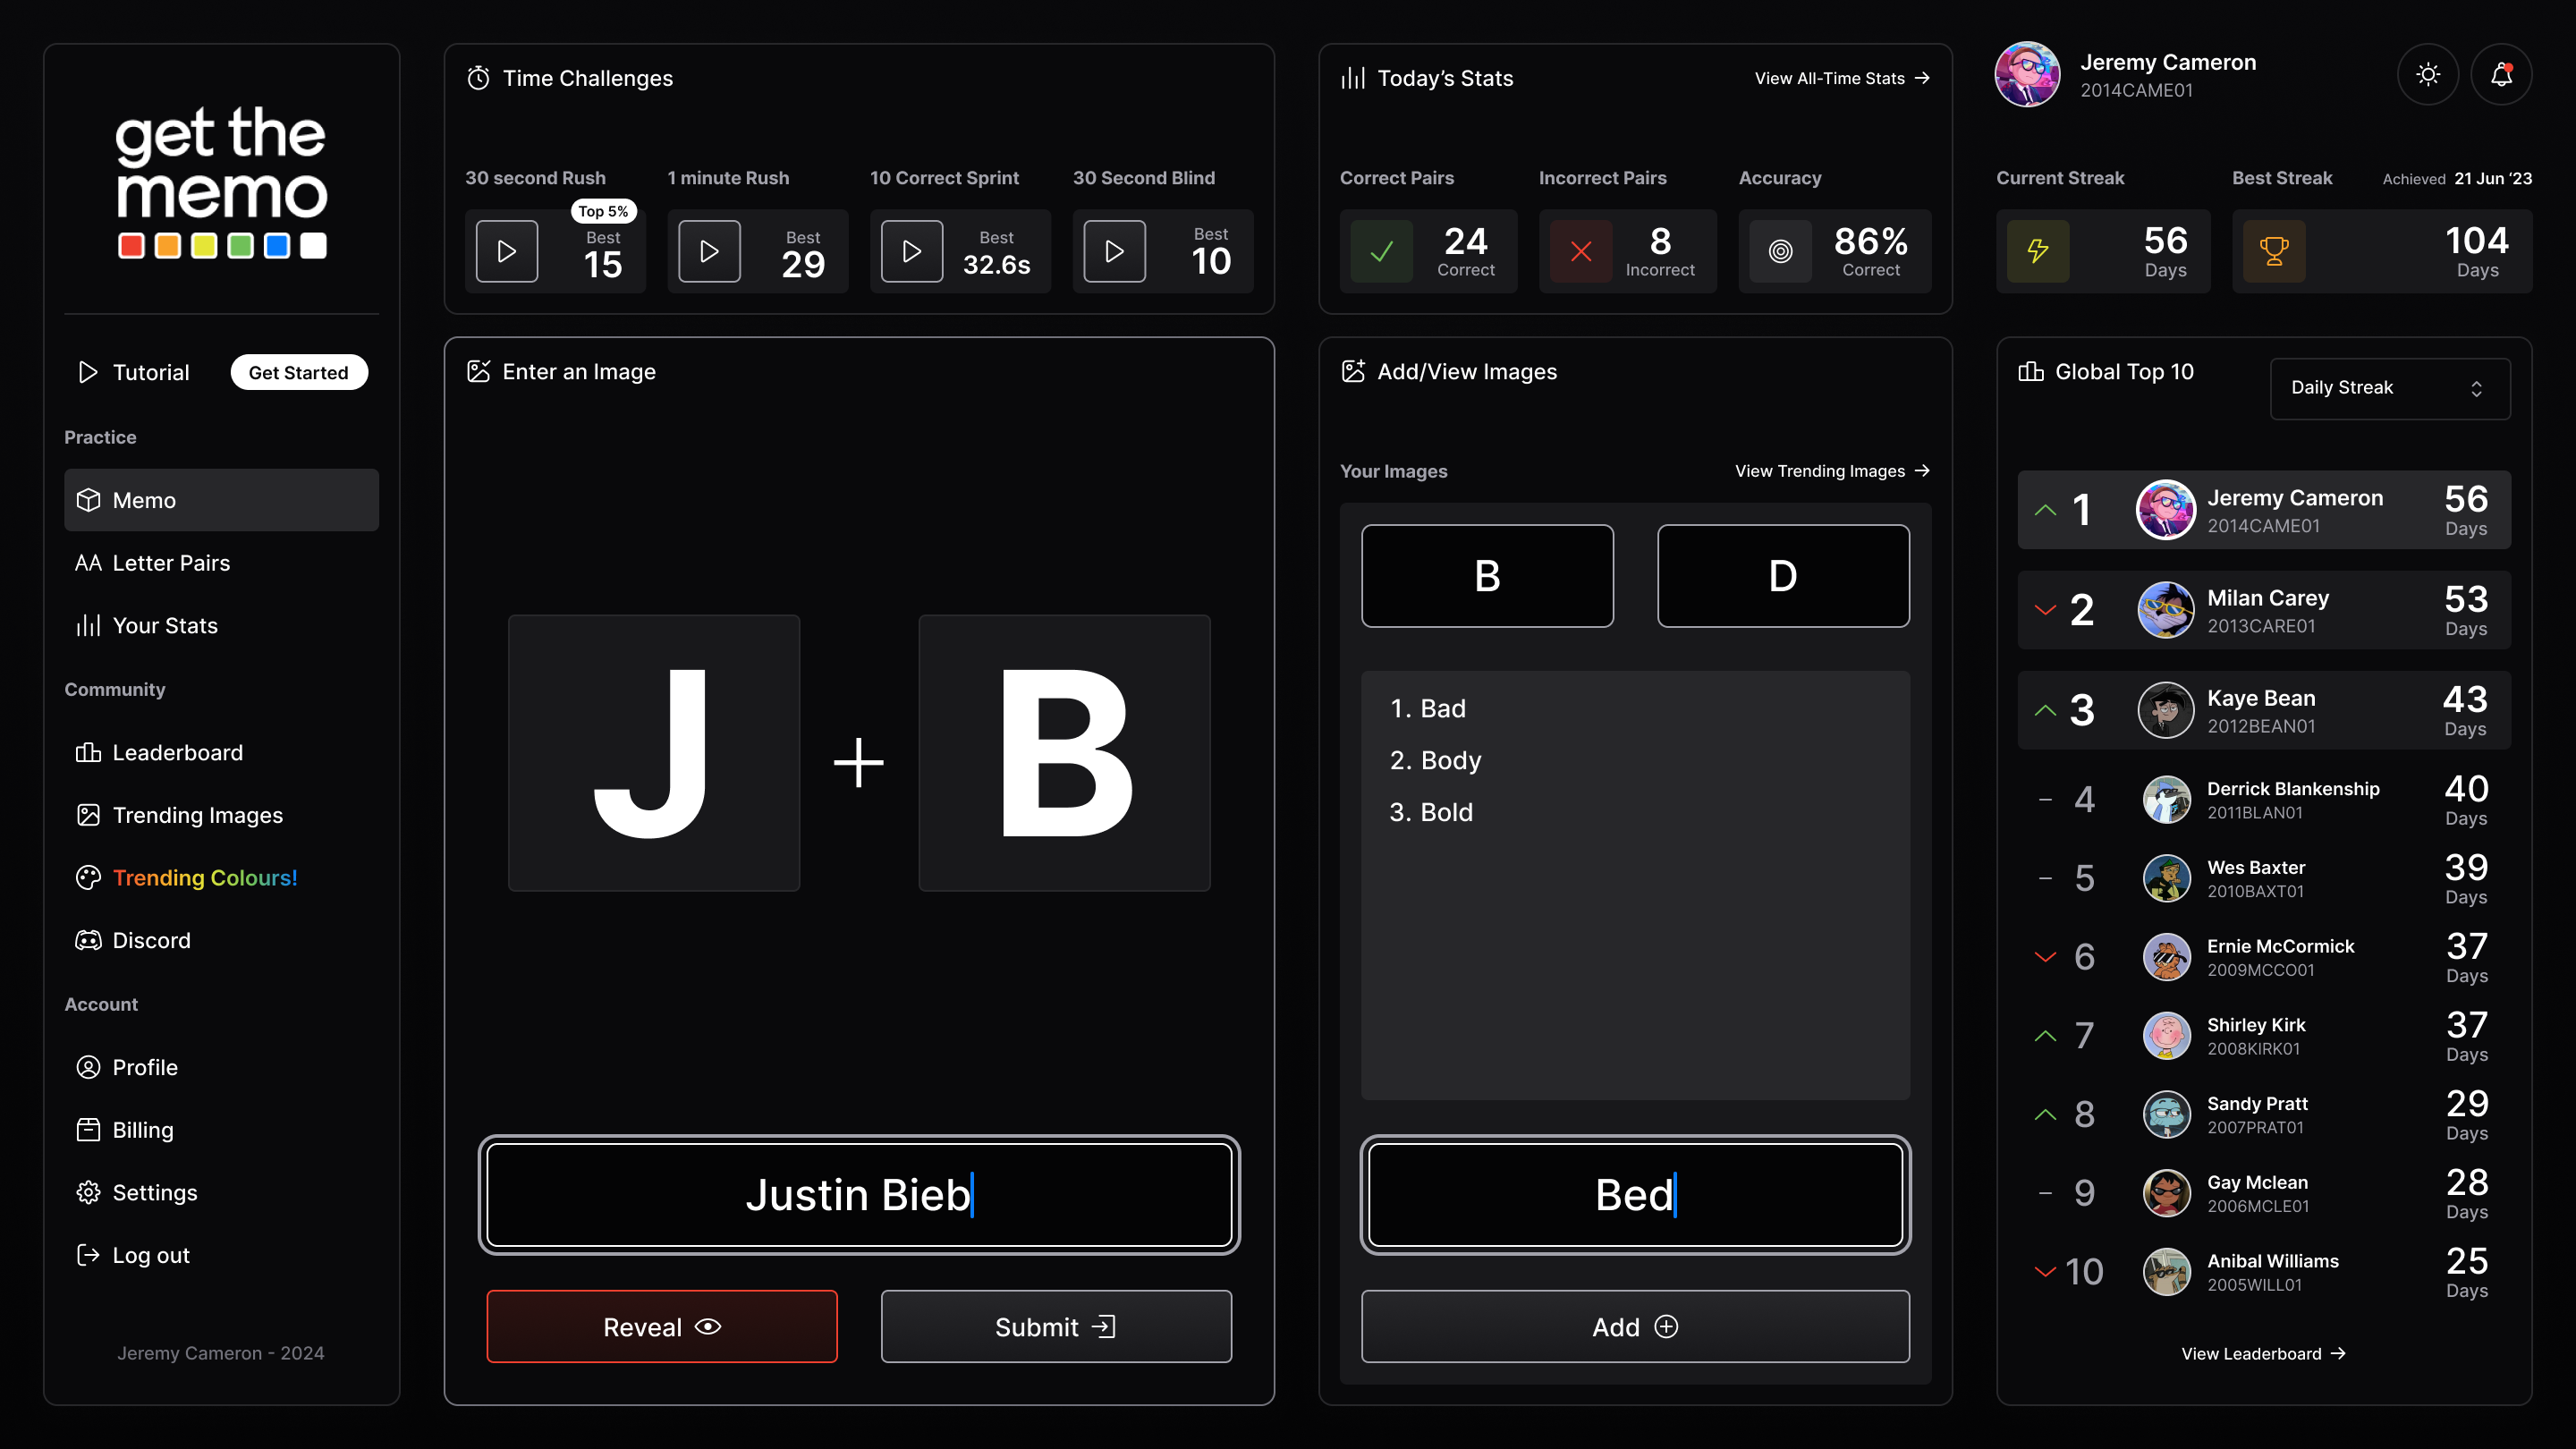 get the
memo
Tutorial
Get Started
Practice
Memo
AA Letter Pairs
Your Stats
Community
Leaderboard
Trending Images
Trending Colours!
Discord
Account
Profile
Billing
Settings
Log out
Jeremy Cameron - 2024
Time Challenges
30 second Rush
Top 5%
Best
15
1 minute Rush
Best
29
10 Correct Sprint
Best
32.6s
30 Second Blind
Best
10
Enter an Image
J + B
Justin Bieb
Reveal
Submit
Today’s Stats
View All-Time Stats →
Correct Pairs
24
Correct
Incorrect Pairs
8
Incorrect
Accuracy
86%
Correct
Add/View Images
Your Images
View Trending Images →
B
D
1. Bad
2. Body
3. Bold
Bed
Add
Jeremy Cameron
2014CAME01
Current Streak
56
Days
Best Streak
Achieved 21 Jun ‘23
104
Days
Global Top 10
Daily Streak
1
Jeremy Cameron
2014CAME01
56
Days
2
Milan Carey
2013CARE01
53
Days
3
Kaye Bean
2012BEAN01
43
Days
4
Derrick Blankenship
2011BLAN01
40
Days
5
Wes Baxter
2010BAXT01
39
Days
6
Ernie McCormick
2009MCCO01
37
Days
7
Shirley Kirk
2008KIRK01
37
Days
8
Sandy Pratt
2007PRAT01
29
Days
9
Gay Mclean
2006MCLE01
28
Days
10
Anibal Williams
2005WILL01
25
Days
View Leaderboard →